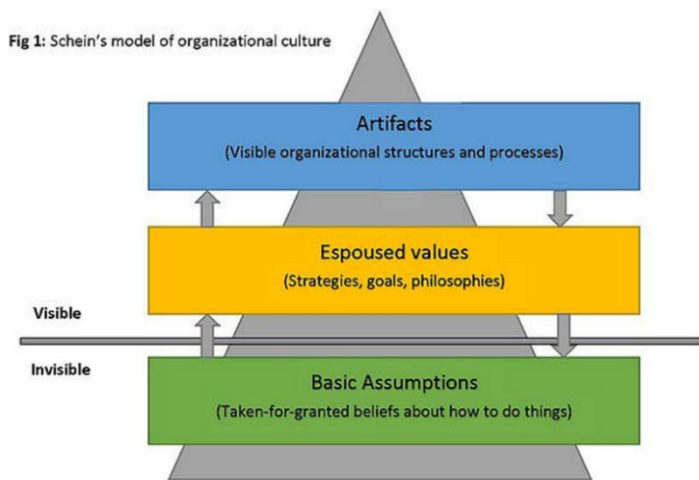 Fig 1: Schein's model of organizational culture
Artifacts
(Visible organizational structures and processes)
Espoused values
(Strategies, goals, philosophies)
Visible
Invisible
Basic Assumptions
(Taken-for-granted beliefs about how to do things)